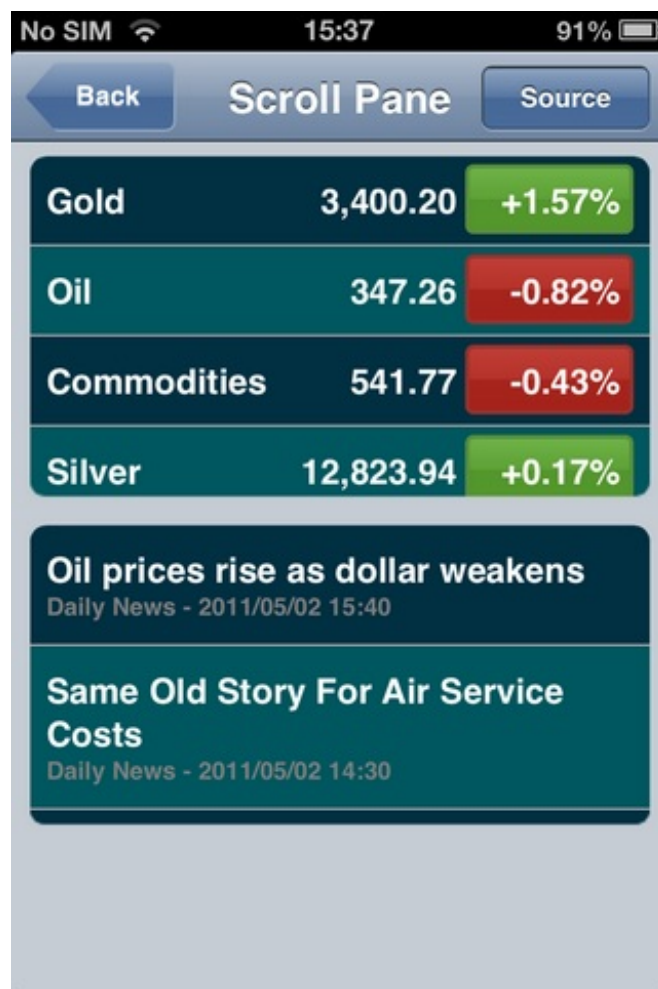 No SIM 15:37 91%
Back Scroll Pane Source
Gold 3,400.20 +1.57%
Oil 347.26 -0.82%
Commodities 541.77 -0.43%
Silver 12,823.94 +0.17%
Oil prices rise as dollar weakens
Daily News - 2011/05/02 15:40
Same Old Story For Air Service
Costs
Daily News - 2011/05/02 14:30